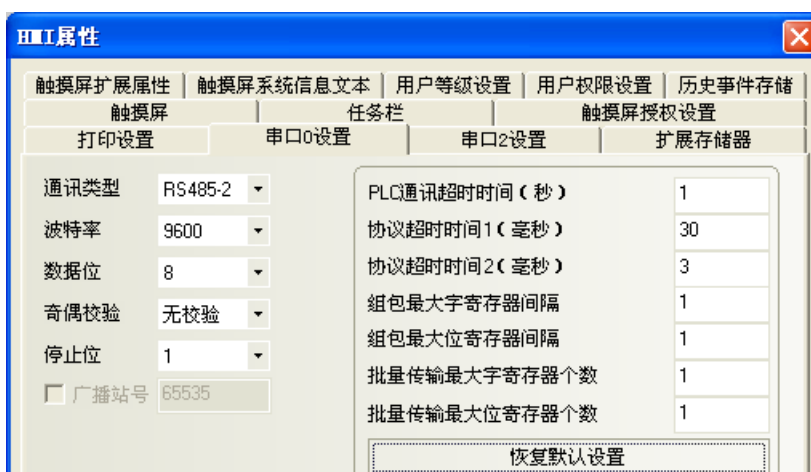 HMI属性
触摸屏扩展属性 触摸屏系统信息文本 用户等级设置 用户权限设置 历史事件存储
触摸屏 任务栏 触摸屏授权设置
打印设置 串口0设置 串口2设置 扩展存储器
通讯类型 RS485-2
波特率 9600
数据位 8
奇偶校验 无校验
停止位 1
广播站号 65535
PLC通讯超时时间(秒) 1
协议超时时间1(毫秒) 30
协议超时时间2(毫秒) 3
组包最大字寄存器间隔 1
组包最大位寄存器间隔 1
批量传输最大字寄存器个数 1
批量传输最大位寄存器个数 1
恢复默认设置